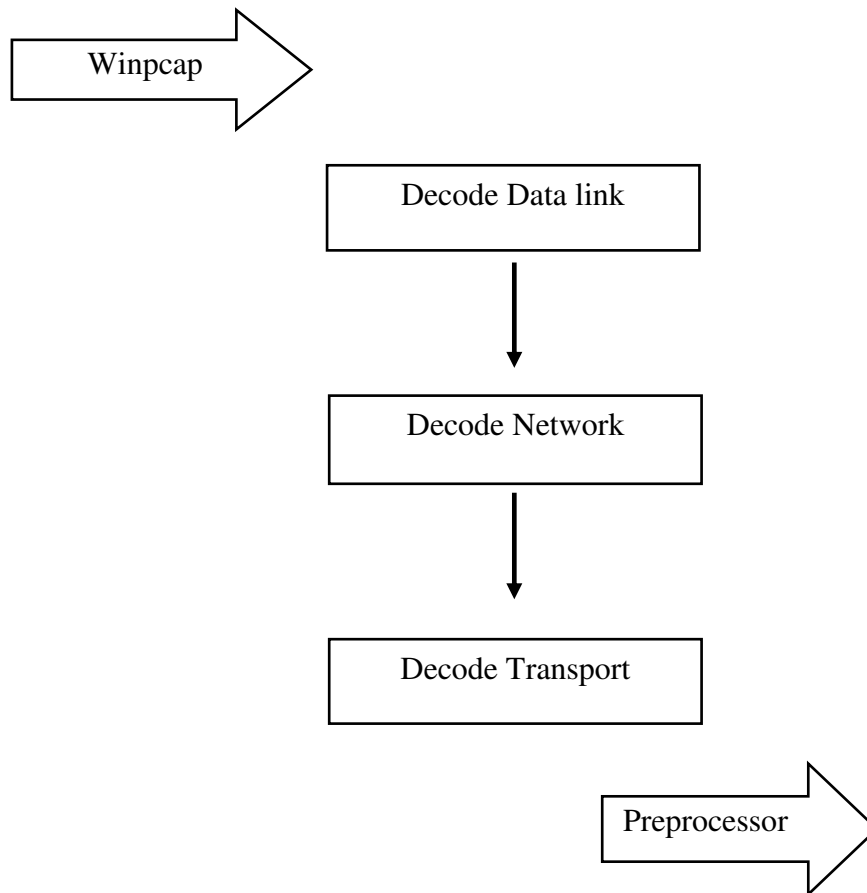 Winpcap
Decode Data link
Decode Network
Decode Transport
Preprocessor